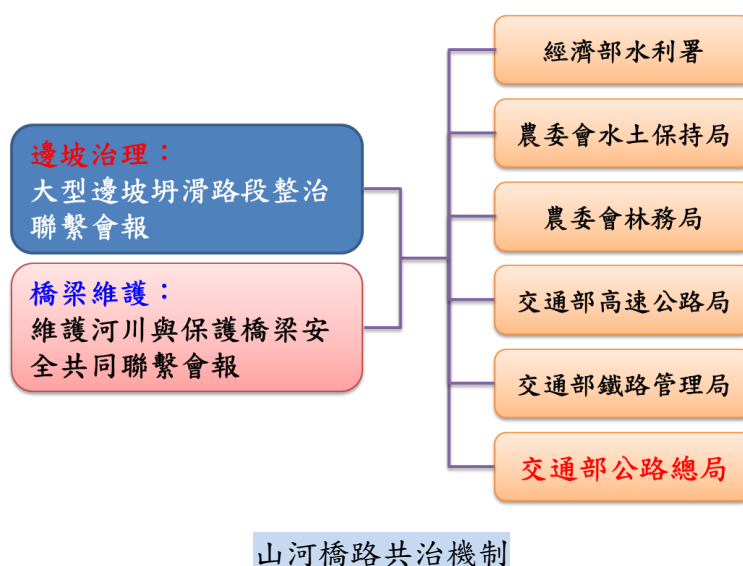 邊坡治理：
大型邊坡坍滑路段整治
聯繫會報
橋梁維護：
維護河川與保護橋梁安
全共同聯繫會報
經濟部水利署
農委會水土保持局
農委會林務局
交通部高速公路局
交通部鐵路管理局
交通部公路總局
山河橋路共治機制